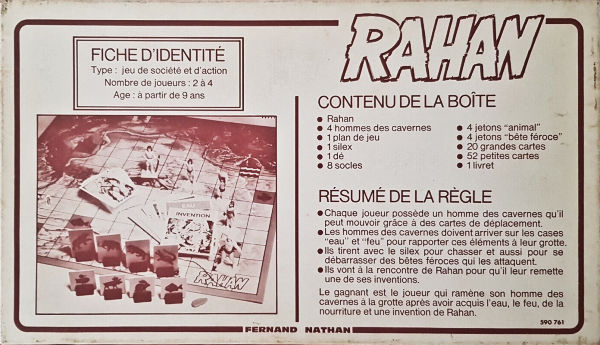 FICHE D'IDENTITÉ
Type : jeu de société et d'action
Nombre de joueurs : 2 à 4
Age : à partir de 9 ans
RAHAN
CONTENU DE LA BOÎTE
● Rahan
● 4 hommes des cavernes
● 1 plan de jeu
● 1 silex
● 1 dé
● 8 socles
● 4 jetons "animal"
● 4 jetons "bête féroce"
● 20 grandes cartes
● 52 petites cartes
● 1 livret
INVENTION
RAHAN
RÉSUMÉ DE LA RÈGLE
● Chaque joueur possède un homme des cavernes qu'il
peut mouvoir grâce à des cartes de déplacement.
● Les hommes des cavernes doivent arriver sur les cases
"eau" et "feu" pour rapporter ces éléments à leur grotte.
● Ils tirent avec le silex pour chasser et aussi pour se
débarrasser des bêtes féroces qui les attaquent.
● Ils vont à la rencontre de Rahan pour qu'il leur remette
une de ses inventions.
Le gagnant est le joueur qui ramène son homme des
cavernes à la grotte après avoir acquis l'eau, le feu, de la
nourriture et une invention de Rahan.
590 761
FERNAND NATHAN